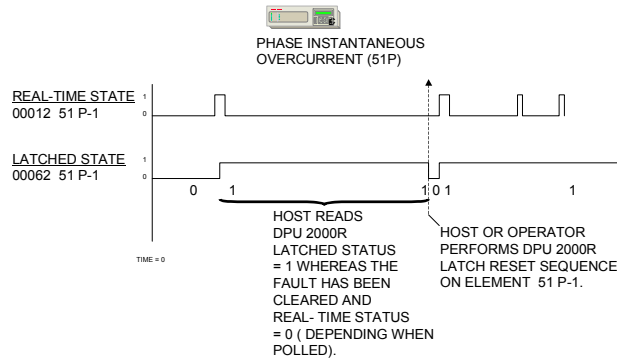 PHASE INSTANTANEOUS
OVERCURRENT (51P)
REAL-TIME STATE
00012 51 P-1
1
0
LATCHED STATE
00062 51 P-1
1
0
0 1 1 0 1 1
TIME = 0
HOST READS
DPU 2000R
LATCHED STATUS
= 1 WHEREAS THE
FAULT HAS BEEN
CLEARED AND
REAL- TIME STATUS
= 0 ( DEPENDING WHEN
POLLED).
HOST OR OPERATOR
PERFORMS DPU 2000R
LATCH RESET SEQUENCE
ON ELEMENT 51 P-1.